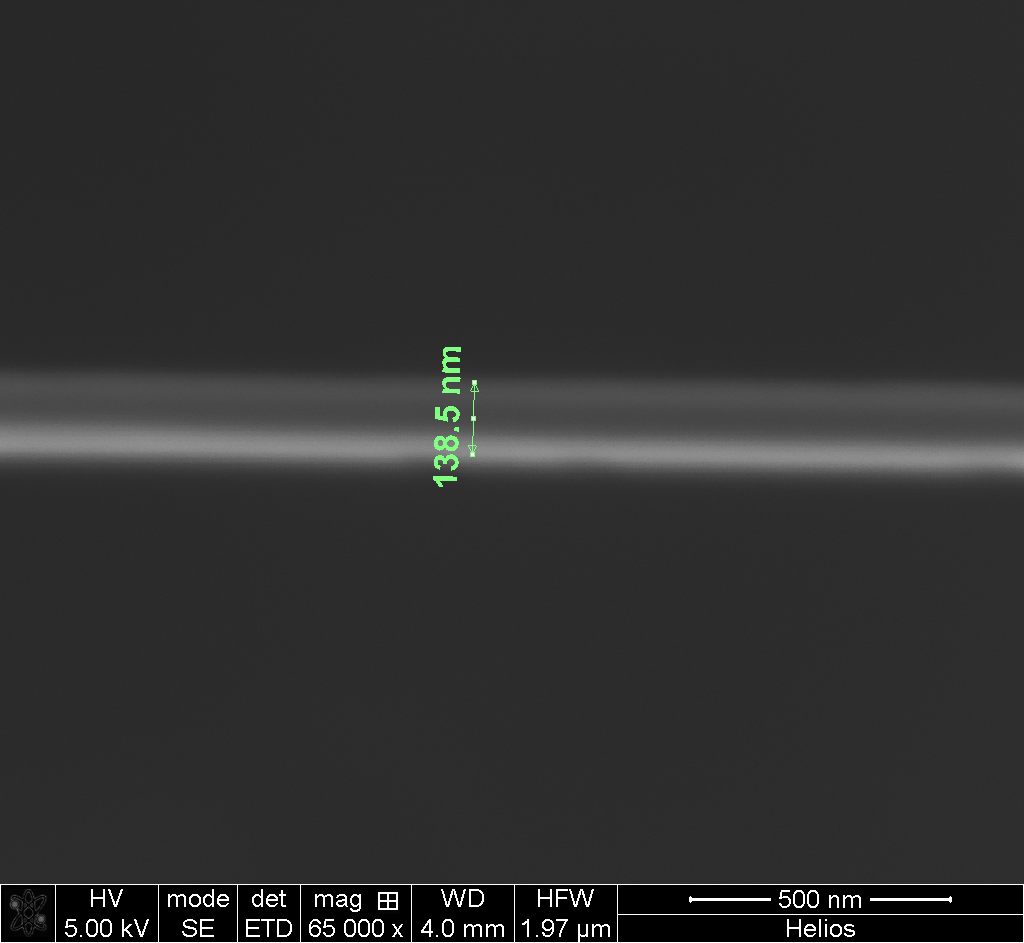 138.5 nm
HV mode det mag WD HFW 500 nm
5.00 kV SE ETD 65 000 x 4.0 mm 1.97 µm Helios